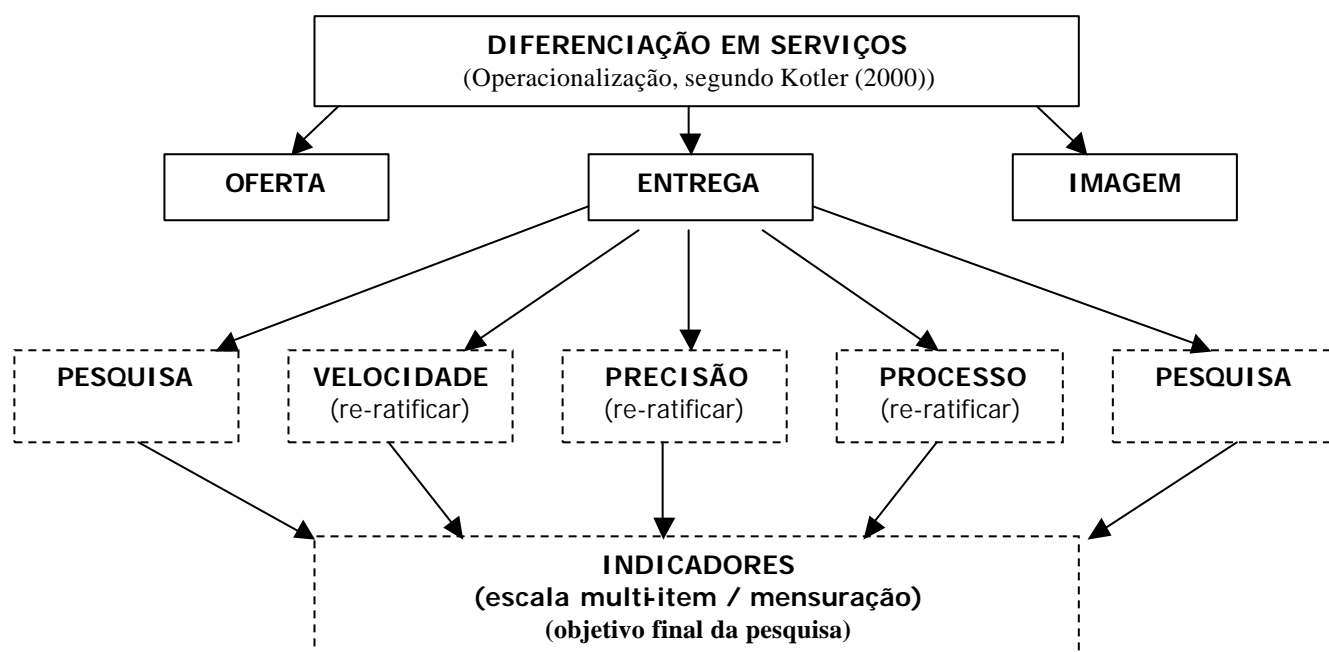 DIFERENCIAÇÃO EM SERVIÇOS
(Operacionalização, segundo Kotler (2000))
OFERTA
ENTREGA
IMAGEM
PESQUISA
VELOCIDADE
(re-ratificar)
PRECISÃO
(re-ratificar)
PROCESSO
(re-ratificar)
PESQUISA
INDICADORES
(escala multi-item / mensuração)
(objetivo final da pesquisa)